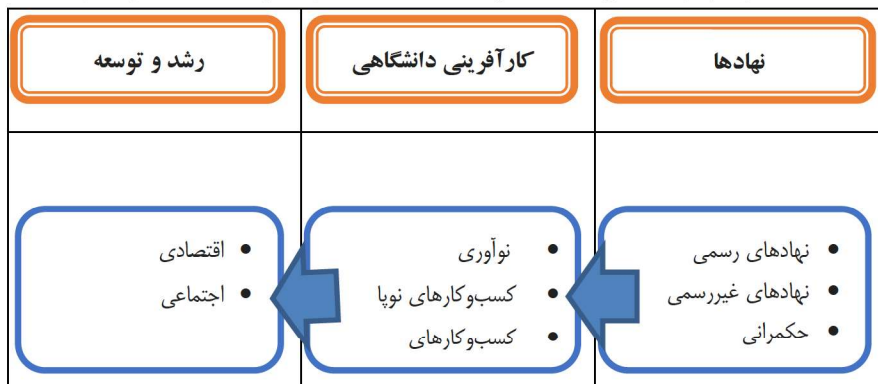 نهادها
کارآفرینی دانشگاهی
رشد و توسعه
• نهادهای رسمی
• نهادهای غیررسمی
• حکمرانی
• نوآوری
• کسب‌وکارهای نوپا
• کسب‌وکارهای
• اقتصادی
• اجتماعی